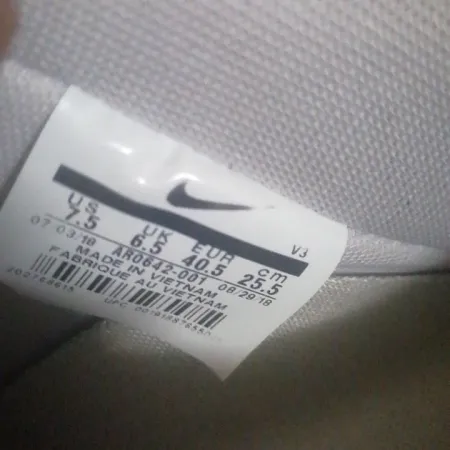 V3
US UK EUR cm
7.5 6.5 40.5 25.5
07 03/18 AR0642-001 08/29 18
MADE IN VIETNAM
FABRIQUE AU VIETNAM
UPC